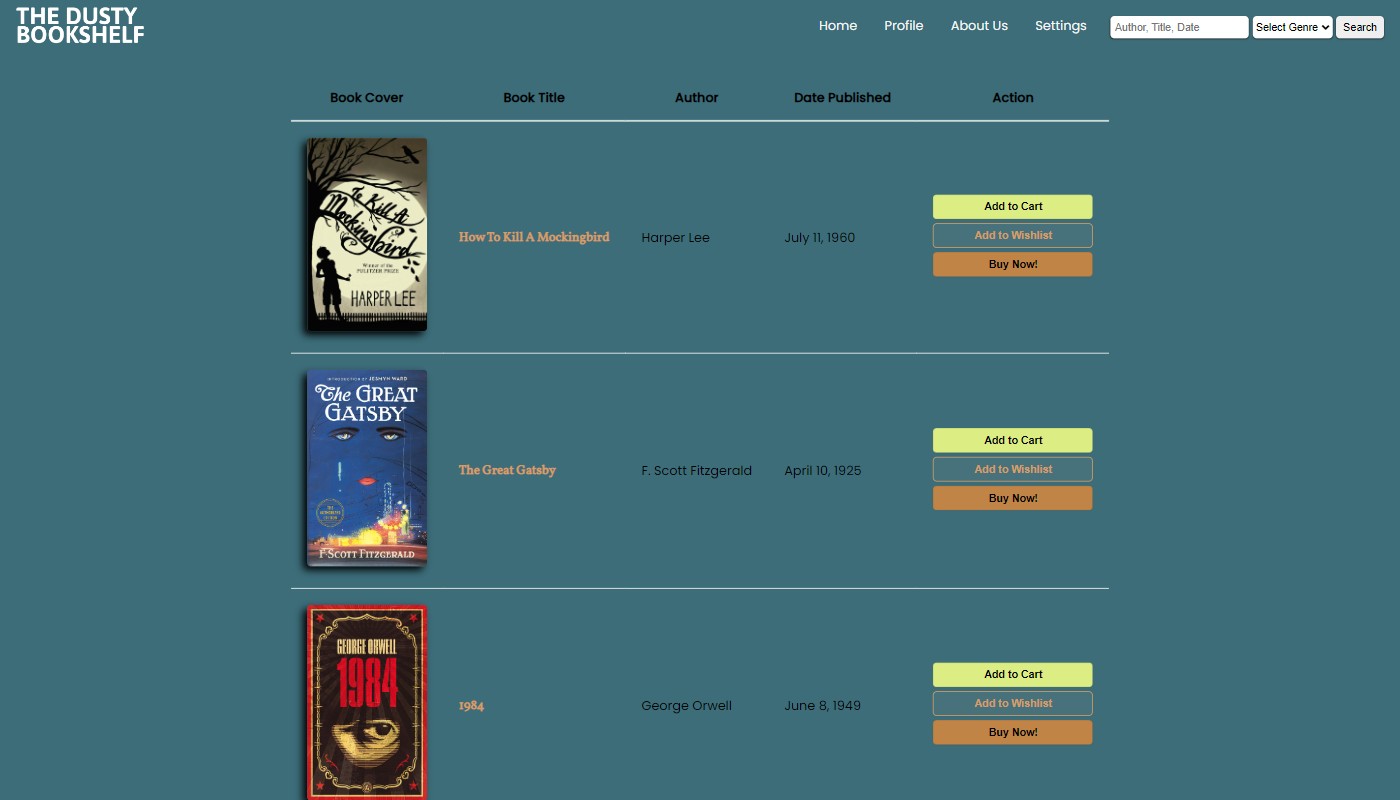 THE DUSTY
BOOKSHELF
Home Profile About Us Settings Author, Title, Date Select Genre Search
Book Cover Book Title Author Date Published Action
To Kill A
Mockingbird
Winner of the
PULITZER PRIZE
HARPER LEE
How To Kill A Mockingbird Harper Lee July 11, 1960
Add to Cart
Add to Wishlist
Buy Now!
INTRODUCTION BY JESMYN WARD
The GREAT
GATSBY
F. SCOTT FITZGERALD
The Great Gatsby F. Scott Fitzgerald April 10, 1925
Add to Cart
Add to Wishlist
Buy Now!
GEORGE ORWELL
1984
1984 George Orwell June 8, 1949
Add to Cart
Add to Wishlist
Buy Now!